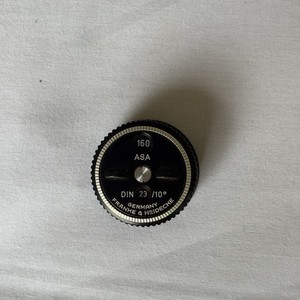 160
ASA
DIN 23 /10°
GERMANY
FRANKE & HEIDECKE